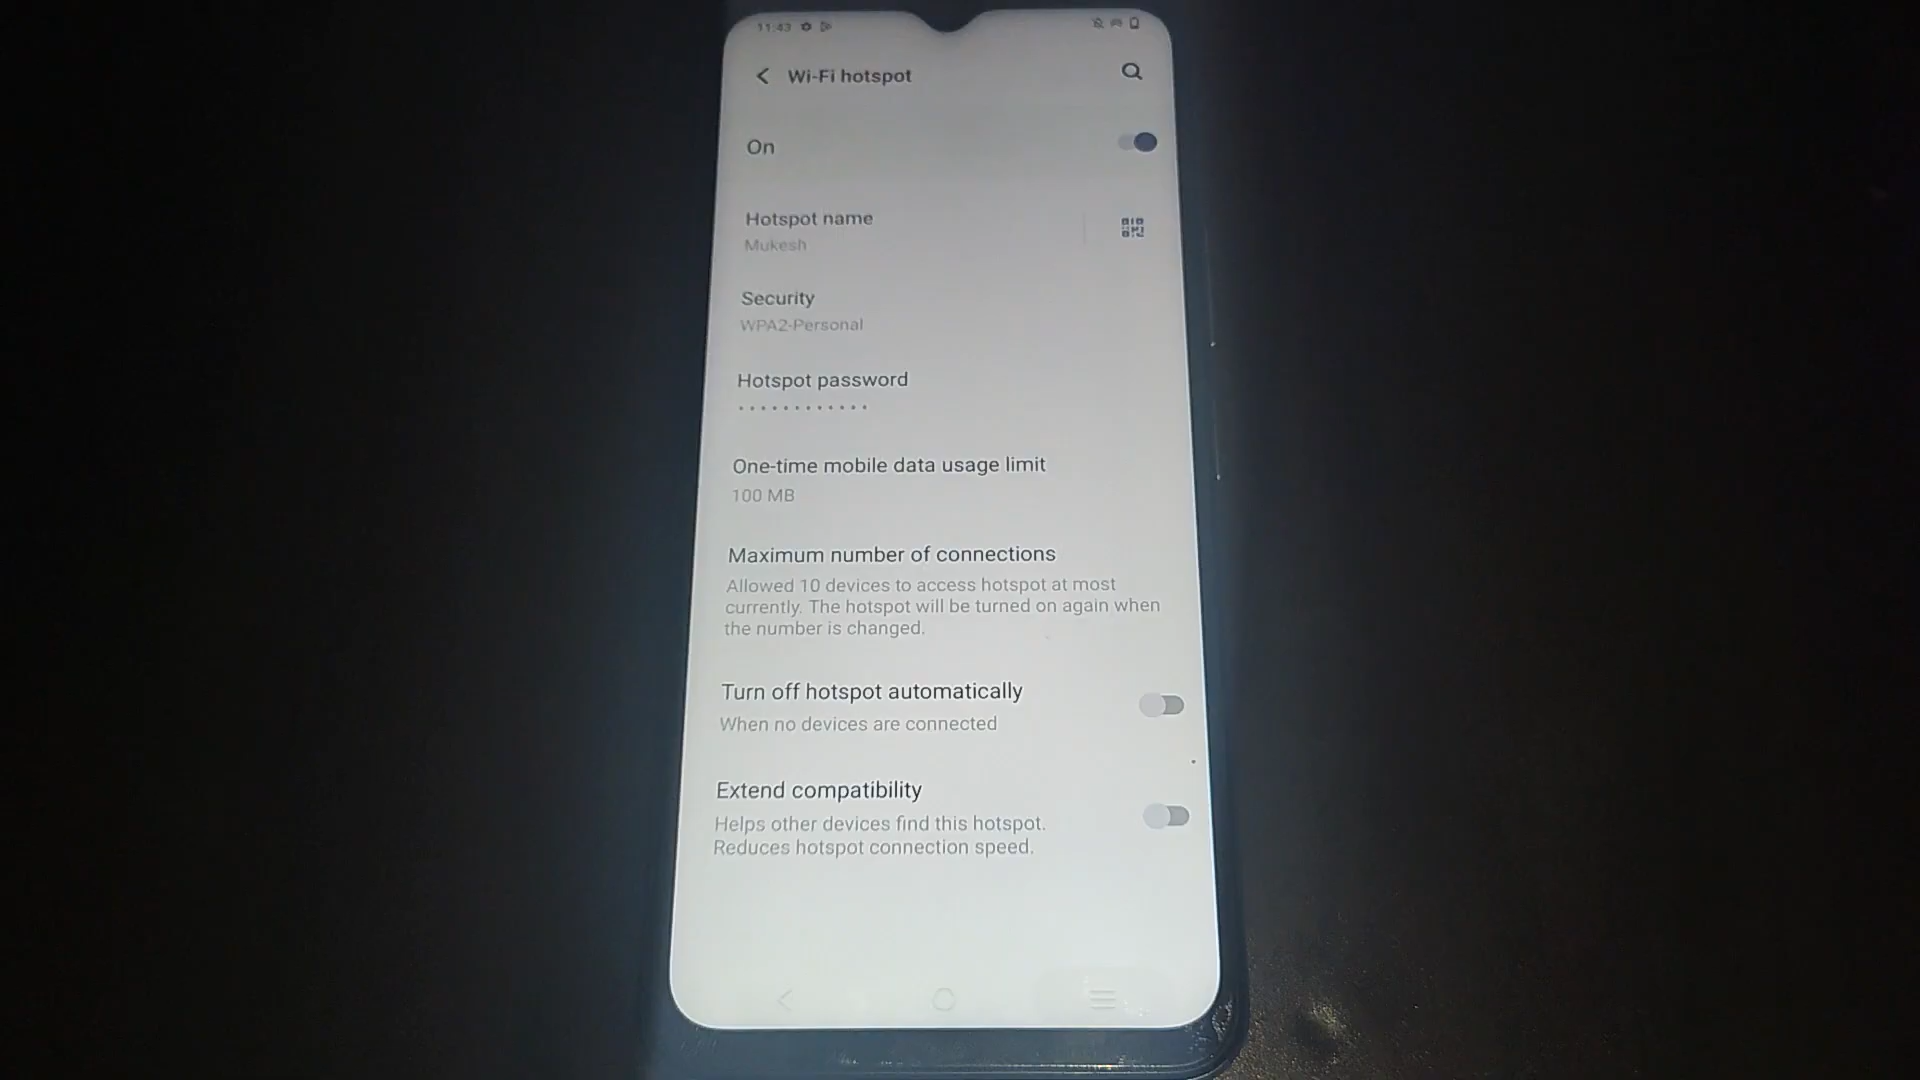 11:43
Wi-Fi hotspot
On
Hotspot name
Mukesh
Security
WPA2-Personal
Hotspot password
............
One-time mobile data usage limit
100 MB
Maximum number of connections
Allowed 10 devices to access hotspot at most
currently. The hotspot will be turned on again when
the number is changed.
Turn off hotspot automatically
When no devices are connected
Extend compatibility
Helps other devices find this hotspot.
Reduces hotspot connection speed.